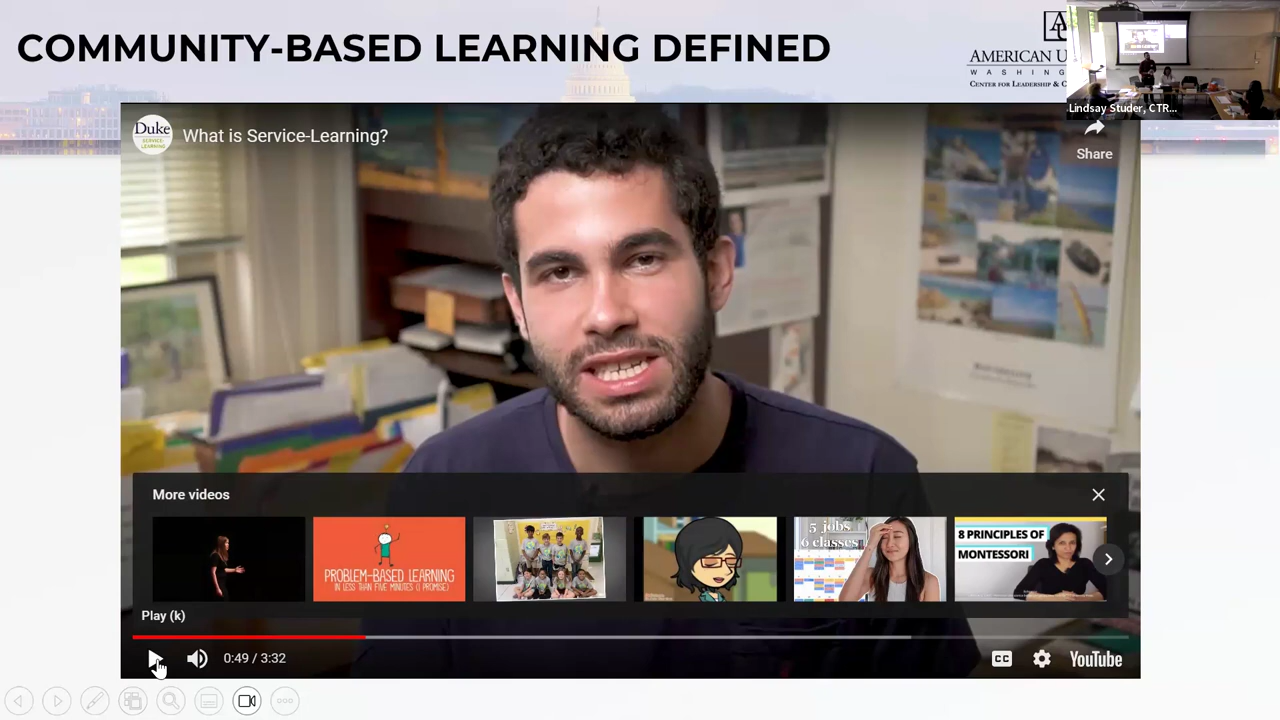 COMMUNITY-BASED LEARNING DEFINED
AMERICAN U
WASHING
CENTER FOR LEADERSHIP & C
Lindsay Studer, CTR...
Duke
SERVICE-LEARNING
What is Service-Learning?
Share
More videos
PROBLEM-BASED LEARNING
IN LESS THAN FIVE MINUTES (I PROMISE)
5 jobs
6 classes
8 PRINCIPLES OF
MONTESSORI
Play (k)
0:49 / 3:32
CC
YouTube